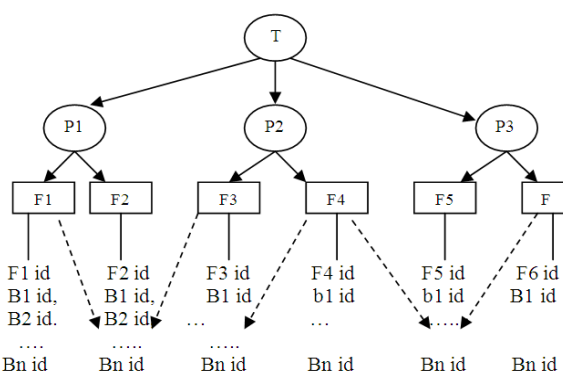 T
P1 P2 P3
F1 F2 F3 F4 F5 F
F1 id F2 id F3 id F4 id F5 id F6 id
B1 id, B1 id, B1 id b1 id b1 id B1 id
B2 id. B2 id. ... ... .....
.... ..... .....
Bn id Bn id Bn id Bn id Bn id Bn id